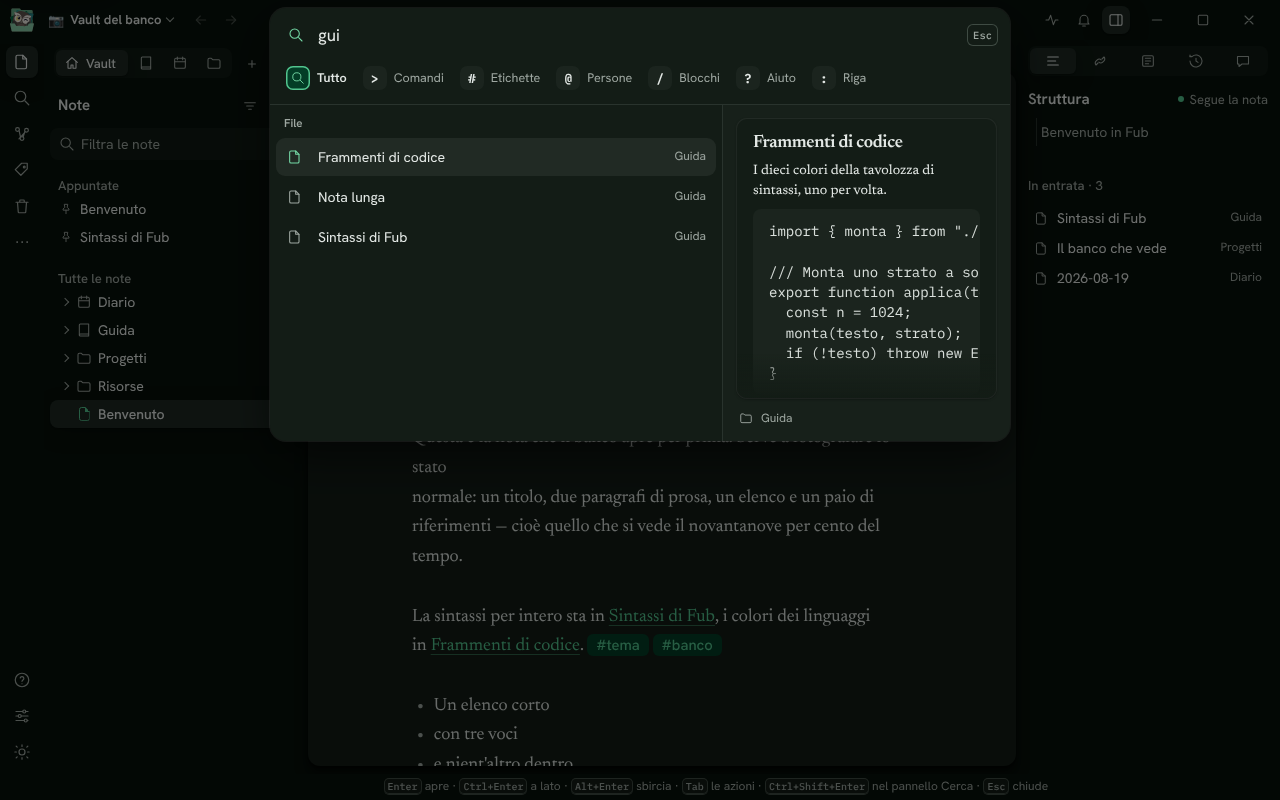 Vault del banco
gui
Esc
Tutto
> Comandi
# Etichette
@ Persone
/ Blocchi
? Aiuto
: Riga
Vault
Note
Filtra le note
Appuntate
Benvenuto
Sintassi di Fub
Tutte le note
Diario
Guida
Progetti
Risorse
Benvenuto
File
Frammenti di codice Guida
Nota lunga Guida
Sintassi di Fub Guida
Frammenti di codice
I dieci colori della tavolozza di
sintassi, uno per volta.
import { monta } from "./
/// Monta uno strato a so
export function applica(t
const n = 1024;
monta(testo, strato);
if (!testo) throw new E
}
Guida
Struttura
Segue la nota
Benvenuto in Fub
In entrata · 3
Sintassi di Fub Guida
Il banco che vede Progetti
2026-08-19 Diario
stato
normale: un titolo, due paragrafi di prosa, un elenco e un paio di
riferimenti — cioè quello che si vede il novantanove per cento del
tempo.
La sintassi per intero sta in Sintassi di Fub, i colori dei linguaggi
in Frammenti di codice. #tema #banco
• Un elenco corto
• con tre voci
• e nient'altro dentro
Enter apre · Ctrl+Enter a lato · Alt+Enter sbircia · Tab le azioni · Ctrl+Shift+Enter nel pannello Cerca · Esc chiude